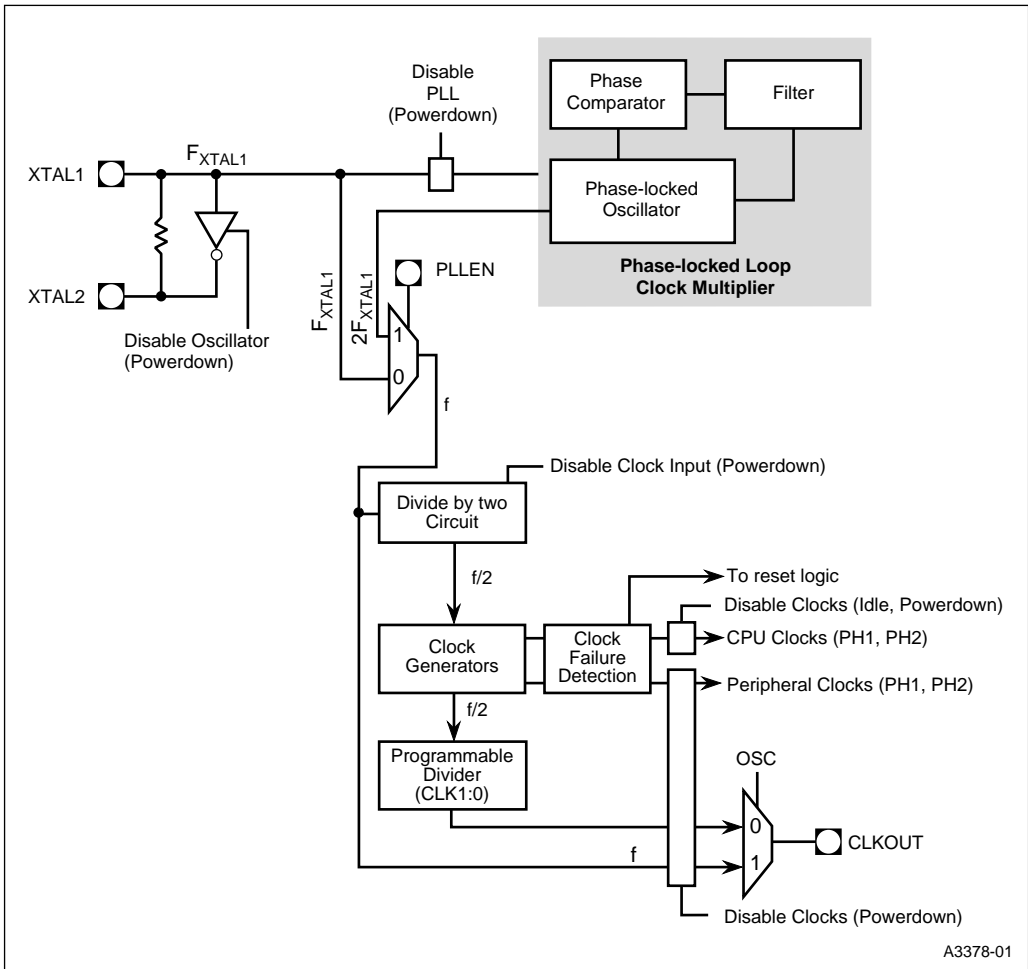 Disable
PLL
(Powerdown)
Phase
Comparator
Filter
XTAL1
FXTAL1
Phase-locked
Oscillator
Phase-locked Loop
Clock Multiplier
XTAL2
Disable Oscillator
(Powerdown)
FXTAL1
2FXTAL1
PLLEN
1
0
f
Disable Clock Input (Powerdown)
Divide by two
Circuit
f/2
To reset logic
Disable Clocks (Idle, Powerdown)
Clock
Generators
Clock
Failure
Detection
CPU Clocks (PH1, PH2)
Peripheral Clocks (PH1, PH2)
f/2
Programmable
Divider
(CLK1:0)
OSC
0
1
CLKOUT
f
Disable Clocks (Powerdown)
A3378-01